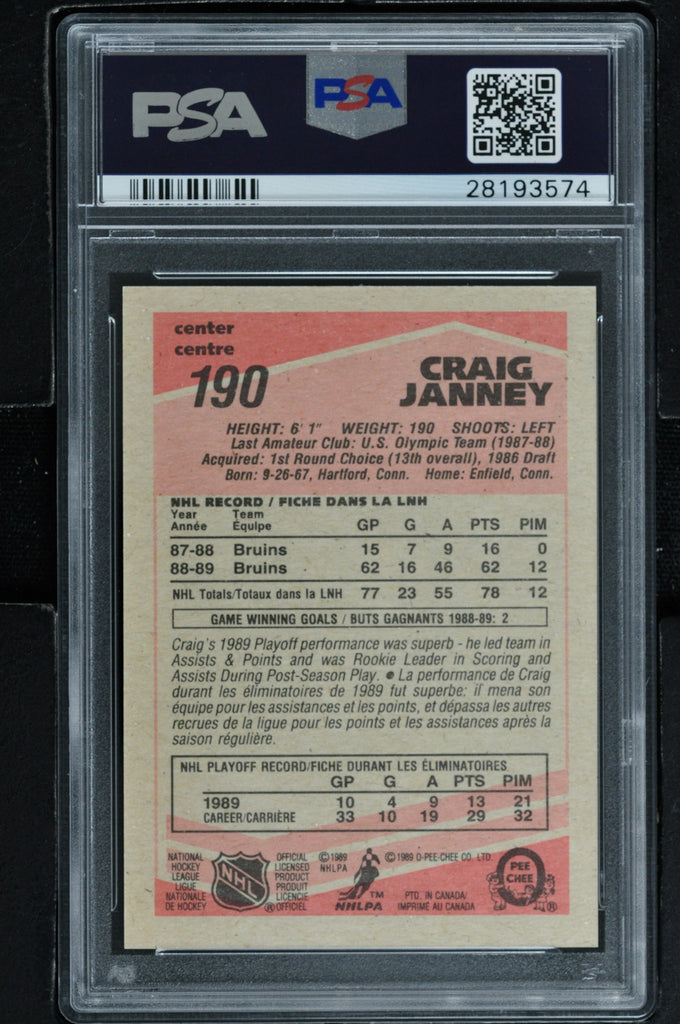 PSA
PSA
28193574
center
centre
190
CRAIG
JANNEY
HEIGHT: 6' 1" WEIGHT: 190 SHOOTS: LEFT
Last Amateur Club: U.S. Olympic Team (1987-88)
Acquired: 1st Round Choice (13th overall), 1986 Draft
Born: 9-26-67, Hartford, Conn. Home: Enfield, Conn.
NHL RECORD / FICHE DANS LA LNH
Year Team
Année Équipe GP G A PTS PIM
87-88 Bruins 15 7 9 16 0
88-89 Bruins 62 16 46 62 12
NHL Totals/Totaux dans la LNH 77 23 55 78 12
GAME WINNING GOALS / BUTS GAGNANTS 1988-89: 2
Craig's 1989 Playoff performance was superb - he led team in
Assists & Points and was Rookie Leader in Scoring and
Assists During Post-Season Play. ● La performance de Craig
durant les éliminatoires de 1989 fut superbe: il mena son
équipe pour les assistances et les points, et dépassa les autres
recrues de la ligue pour les points et les assistances après la
saison régulière.
NHL PLAYOFF RECORD/FICHE DURANT LES ÉLIMINATOIRES
GP G A PTS PIM
1989 10 4 9 13 21
CAREER/CARRIÈRE 33 10 19 29 32
NATIONAL
HOCKEY
LEAGUE
LIGUE
NATIONALE
DE HOCKEY
NHL
®
OFFICIAL
LICENSED
PRODUCT
PRODUIT
LICENCIÉ
OFFICIEL
©1989
NHLPA
TM
NHLPA
©1989 O-PEE-CHEE CO. LTD.
PTD. IN CANADA/
IMPRIMÉ AU CANADA
PEE
CHEE
®